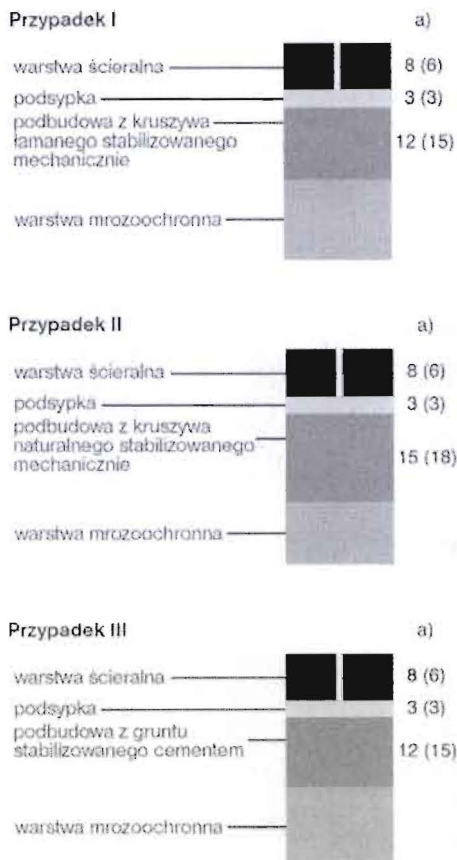 Przypadek I a)
warstwa ścieralna 8 (6)
podsypka 3 (3)
podbudowa z kruszywa
łamanego stabilizowanego
mechanicznie 12 (15)
warstwa mrozoochronna
Przypadek II a)
warstwa ścieralna 8 (6)
podsypka 3 (3)
podbudowa z kruszywa
naturalnego stabilizowanego
mechanicznie 15 (18)
warstwa mrozoochronna
Przypadek III a)
warstwa ścieralna 8 (6)
podsypka 3 (3)
podbudowa z gruntu
stabilizowanego cementem 12 (15)
warstwa mrozoochronna